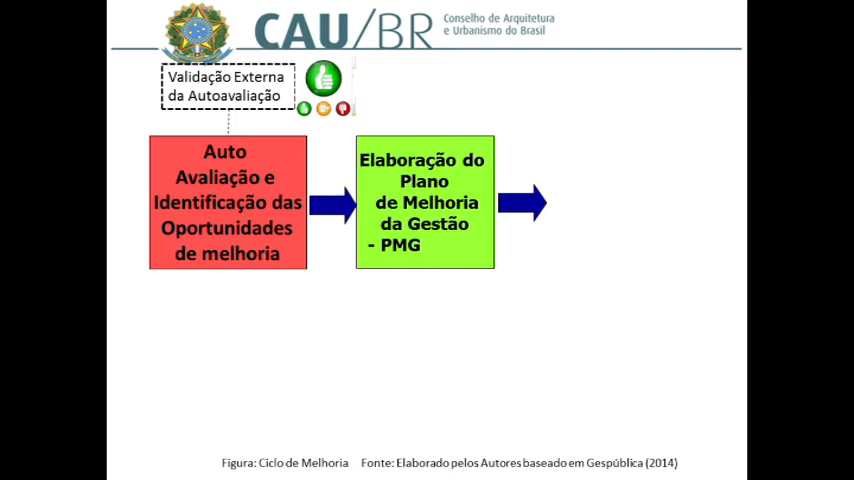 CAU/BR
Conselho de Arquitetura
e Urbanismo do Brasil
Validação Externa
da Autoavaliação
Auto
Avaliação e
Identificação das
Oportunidades
de melhoria
Elaboração do
Plano
de Melhoria
da Gestão
- PMG
Figura: Ciclo de Melhoria Fonte: Elaborado pelos Autores baseado em Gespública (2014)